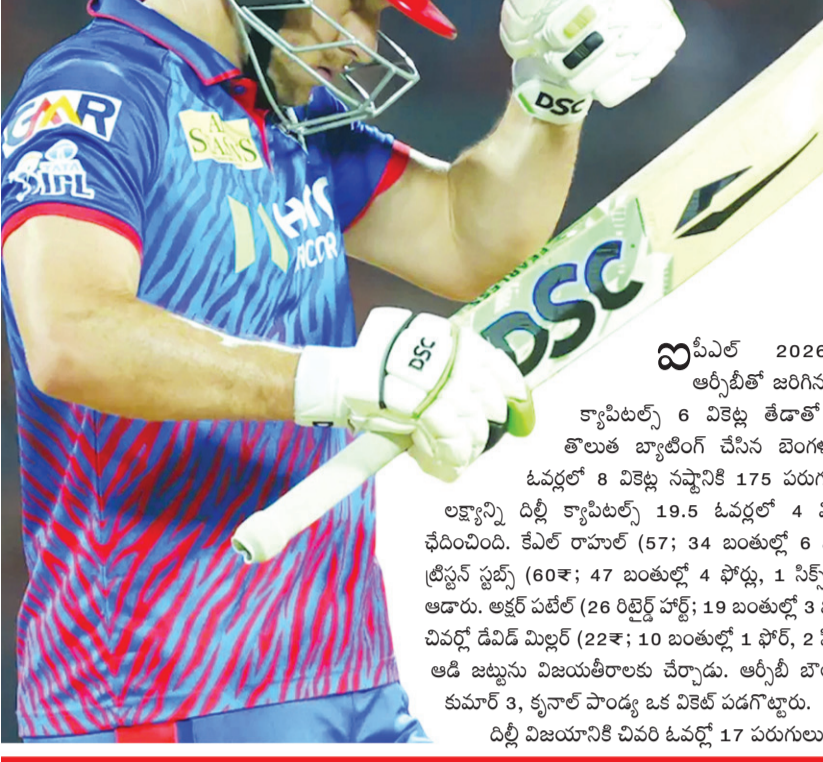 DSC
GMR
A
SA
TATA
IPL
DSC
FEARLESS
DSC
ఐపీఎల్ 2026
ఆర్సీబీతో జరిగిన
క్యాపిటల్స్ 6 వికెట్ల తేడాతో
తొలుత బ్యాటింగ్ చేసిన
ఓవర్లలో 8 వికెట్ల నష్టానికి 175
లక్ష్యాన్ని దిల్లీ క్యాపిటల్స్ 19.5 ఓవర్లలో 4
ఛేదించింది. కేఎల్ రాహుల్ (57; 34 బంతుల్లో 6
ట్రిస్టన్ స్టబ్స్ (60₹; 47 బంతుల్లో 4 ఫోర్లు, 1
ఆడారు. అక్షర్ పటేల్ (26 రిటైర్డ్ హర్ట్; 19 బంతుల్లో 3
చివర్లో డేవిడ్ మిల్లర్ (22₹; 10 బంతుల్లో 1 ఫోర్, 2
ఆడి జట్టును విజయతీరాలకు చేర్చాడు. ఆర్సీబీ
కుమార్ 3, కృనాల్ పాండ్య ఒక వికెట్ పడగొట్టారు.
దిల్లీ విజయానికి చివరి ఓవర్లో 17 పరుగులు